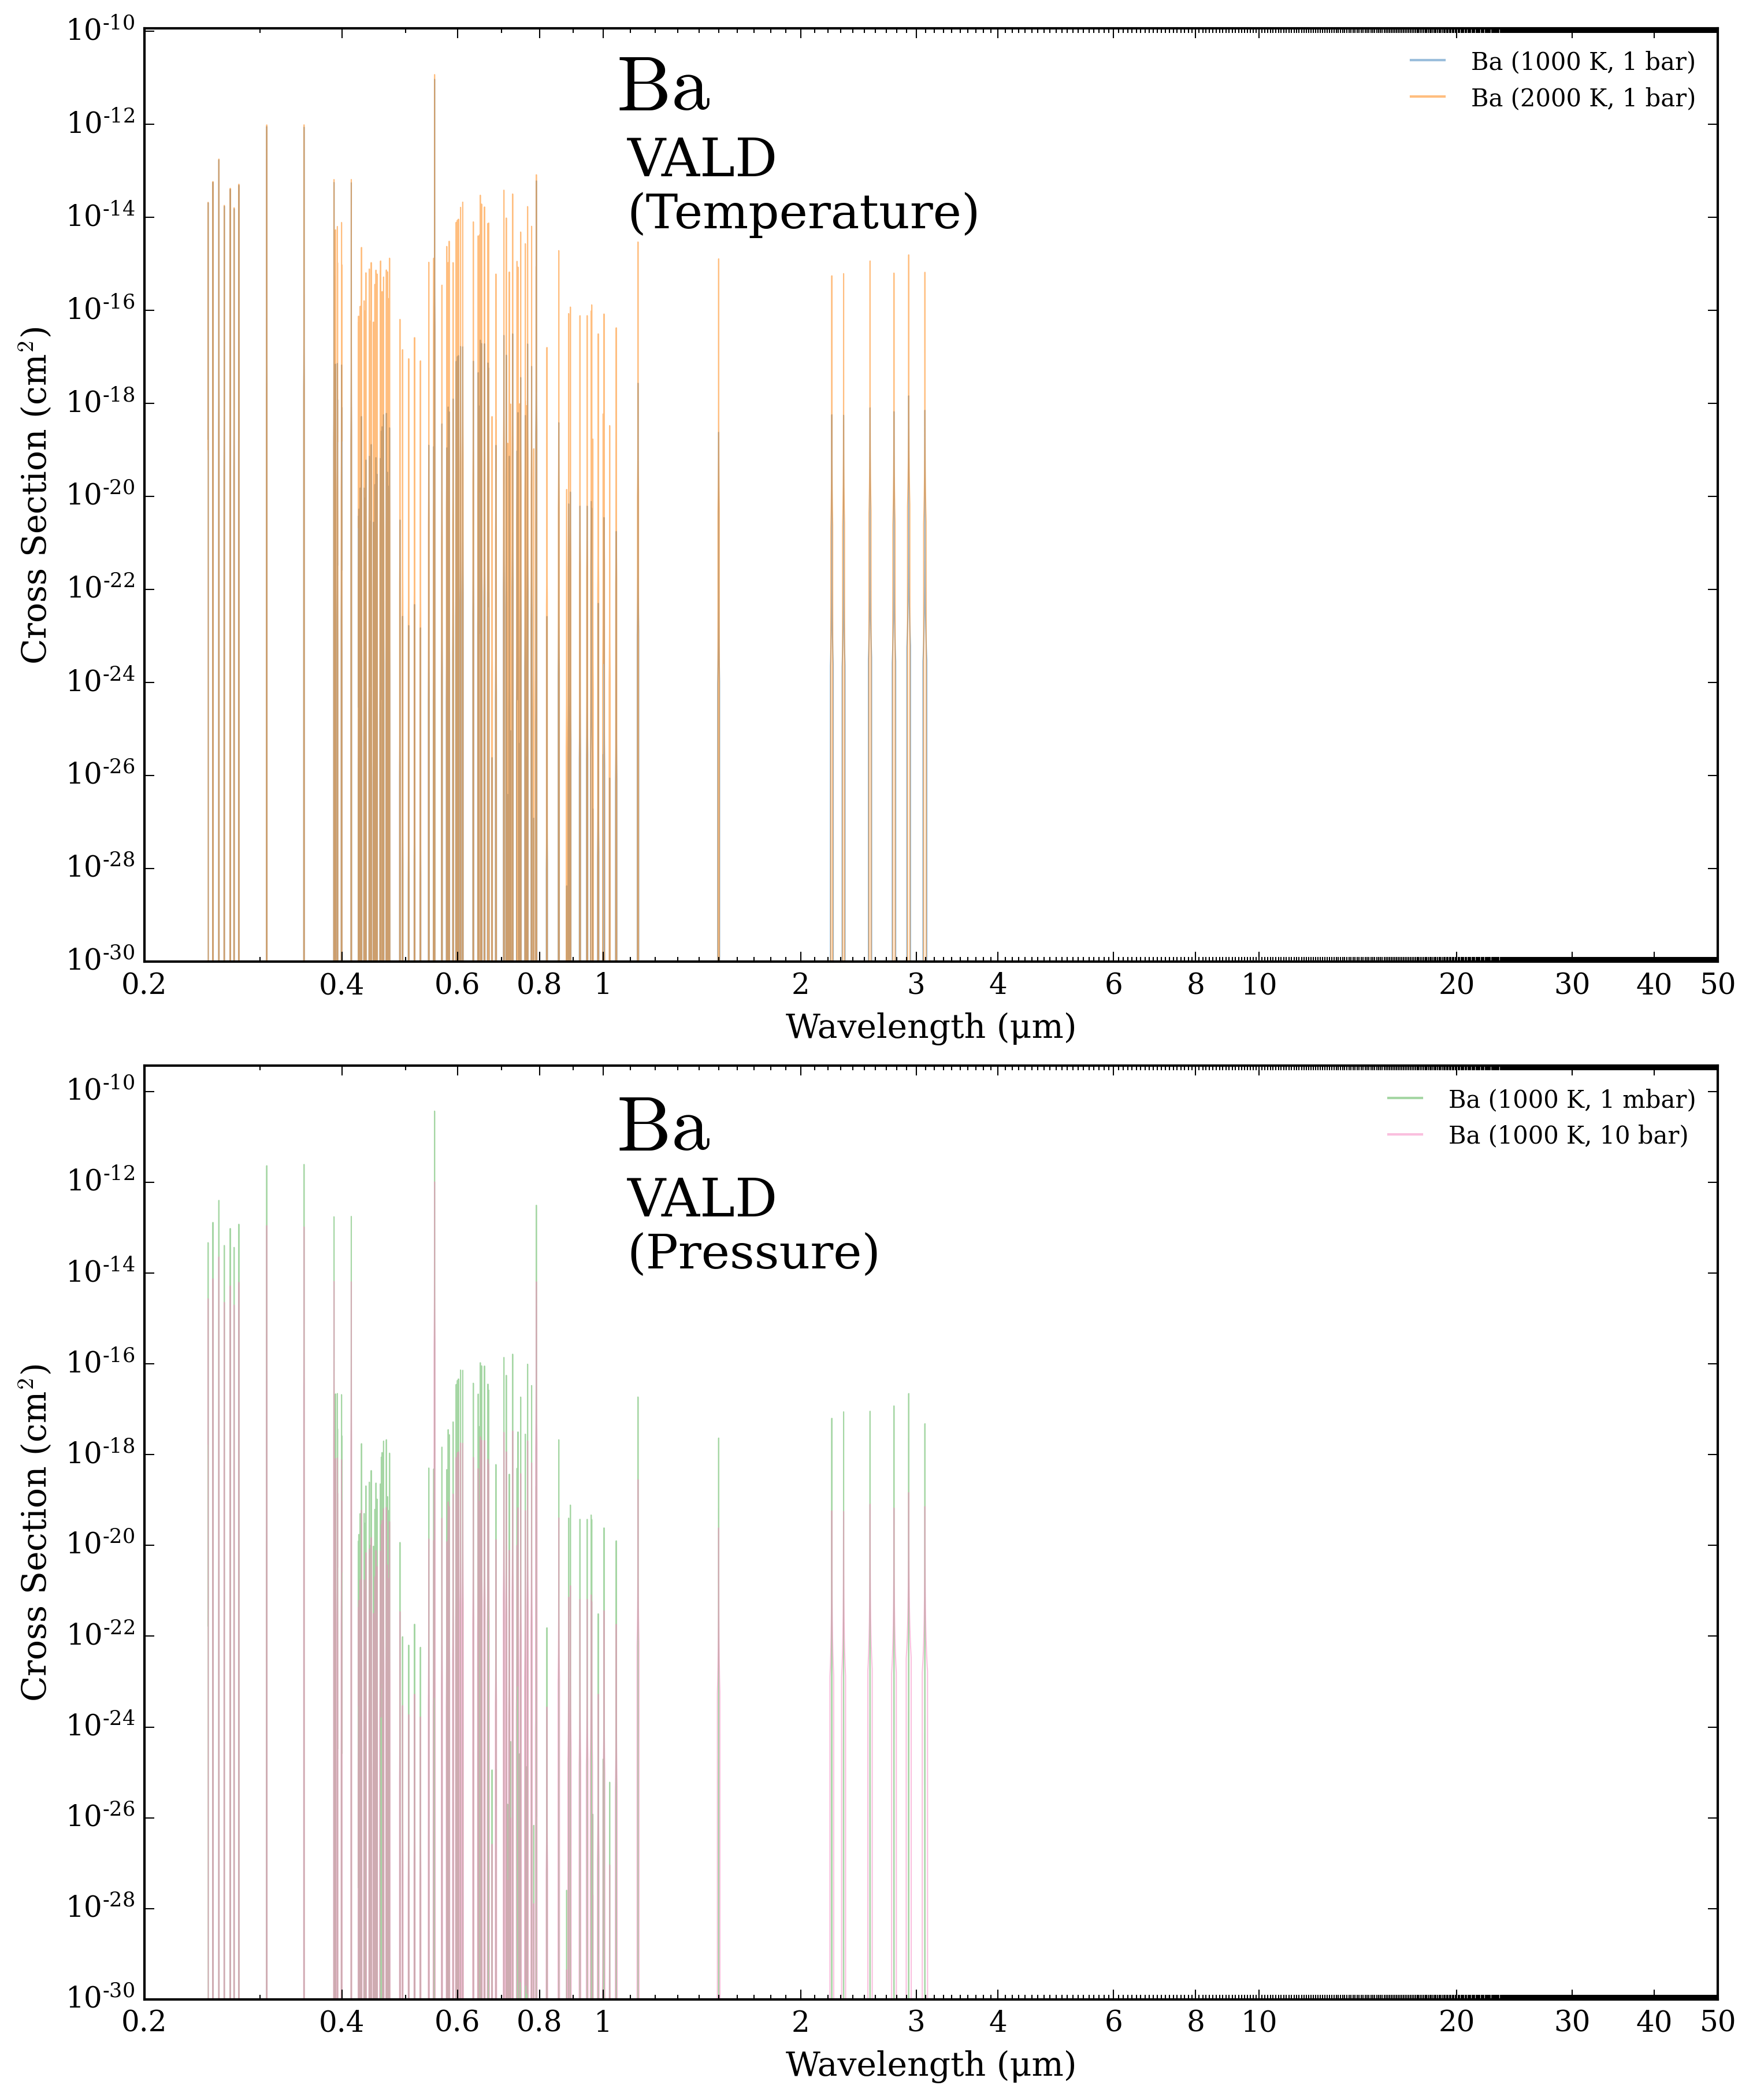 Ba
VALD
(Temperature)
Ba (1000 K, 1 bar)
Ba (2000 K, 1 bar)
10-10
10-12
10-14
10-16
10-18
10-20
10-22
10-24
10-26
10-28
10-30
Cross Section (cm2)
0.2 0.4 0.6 0.8 1 2 3 4 6 8 10 20 30 40 50
Wavelength (μm)
Ba
VALD
(Pressure)
Ba (1000 K, 1 mbar)
Ba (1000 K, 10 bar)
10-10
10-12
10-14
10-16
10-18
10-20
10-22
10-24
10-26
10-28
10-30
Cross Section (cm2)
0.2 0.4 0.6 0.8 1 2 3 4 6 8 10 20 30 40 50
Wavelength (μm)